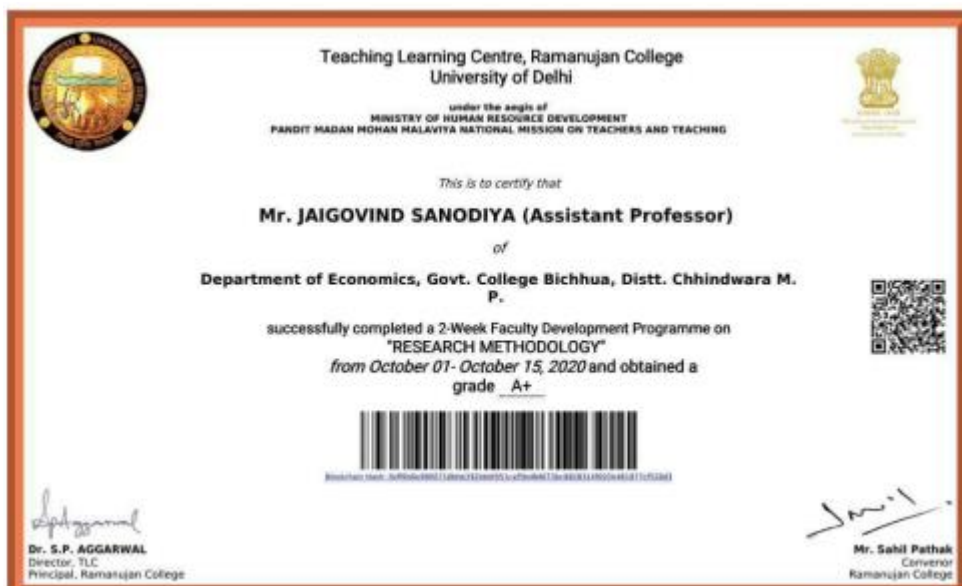 Teaching Learning Centre, Ramanujan College
University of Delhi
under the aegis of
MINISTRY OF HUMAN RESOURCE DEVELOPMENT
PANDIT MADAN MOHAN MALAVIYA NATIONAL MISSION ON TEACHERS AND TEACHING
This is to certify that
Mr. JAIGOVIND SANODIYA (Assistant Professor)
of
Department of Economics, Govt. College Bichhua, Distt. Chhindwara M.
P.
successfully completed a 2-Week Faculty Development Programme on
"RESEARCH METHODOLOGY"
from October 01- October 15, 2020 and obtained a
grade A+
Blockchain Hash:
Dr. S.P. AGGARWAL
Director, TLC
Principal, Ramanujan College
Mr. Sahil Pathak
Convenor
Ramanujan College